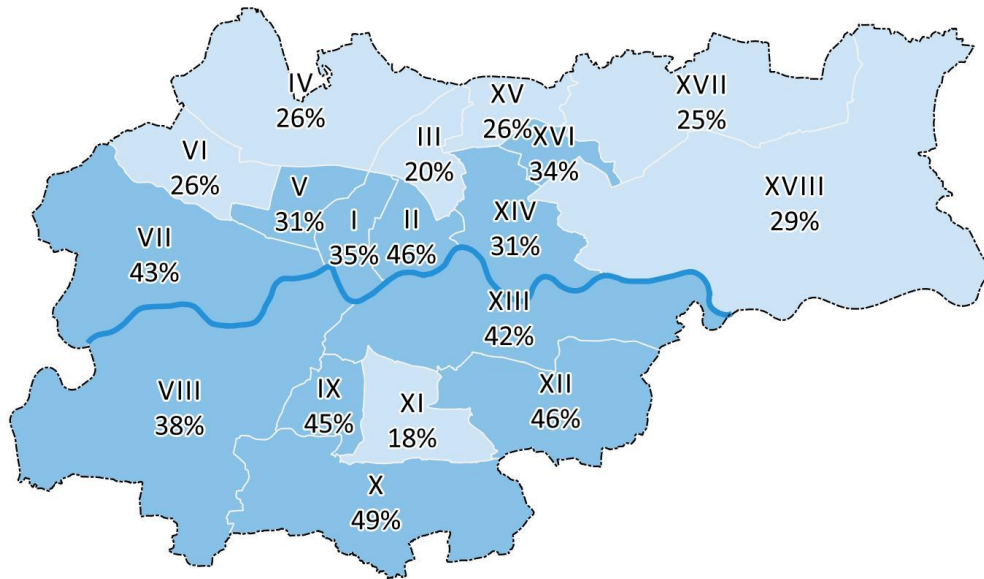 IV
26%
XV
26%
XVII
25%
III
20%
XVI
34%
VI
26%
V
31%
I
35%
II
46%
XIV
31%
XVIII
29%
VII
43%
XIII
42%
VIII
38%
IX
45%
XI
18%
XII
46%
X
49%